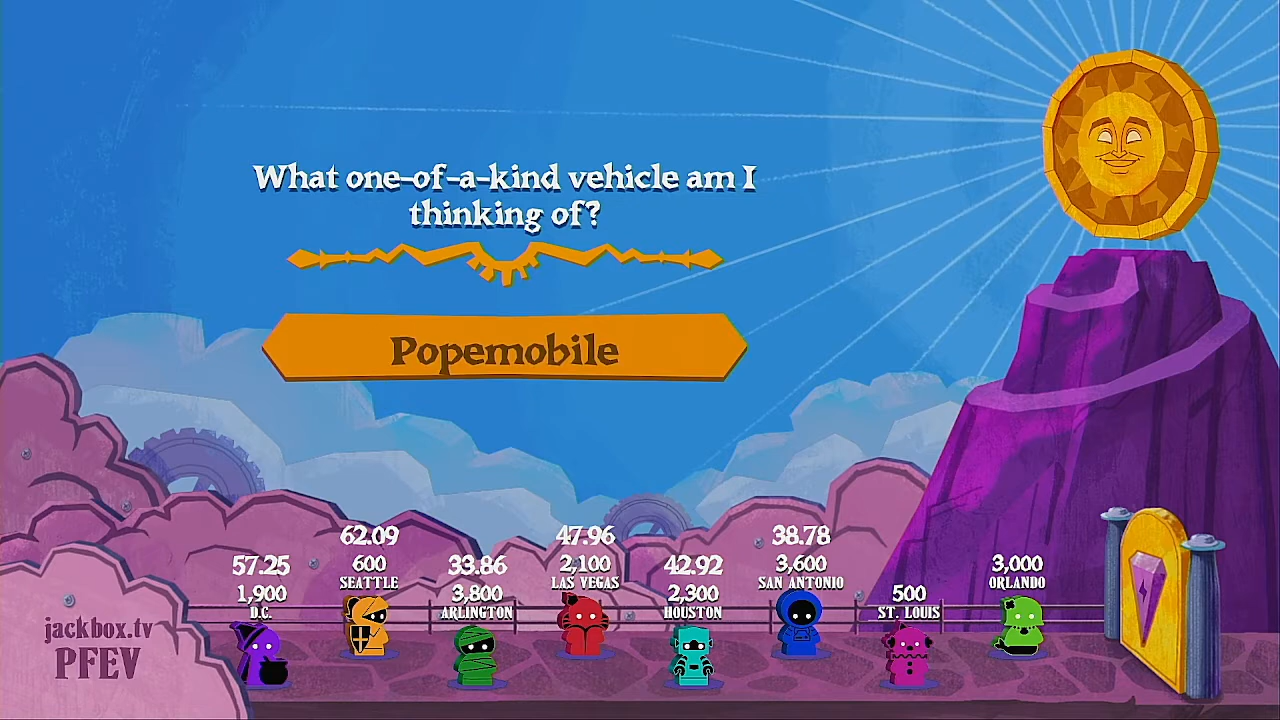 What one-of-a-kind vehicle am I
thinking of?
Popemobile
62.09
600
SEATTLE
47.96
2,100
LAS VEGAS
38.78
3,600
SAN ANTONIO
57.25
1,900
D.C.
33.86
3,800
ARLINGTON
42.92
2,300
HOUSTON
500
ST. LOUIS
3,000
ORLANDO
jackbox.tv
PFEV